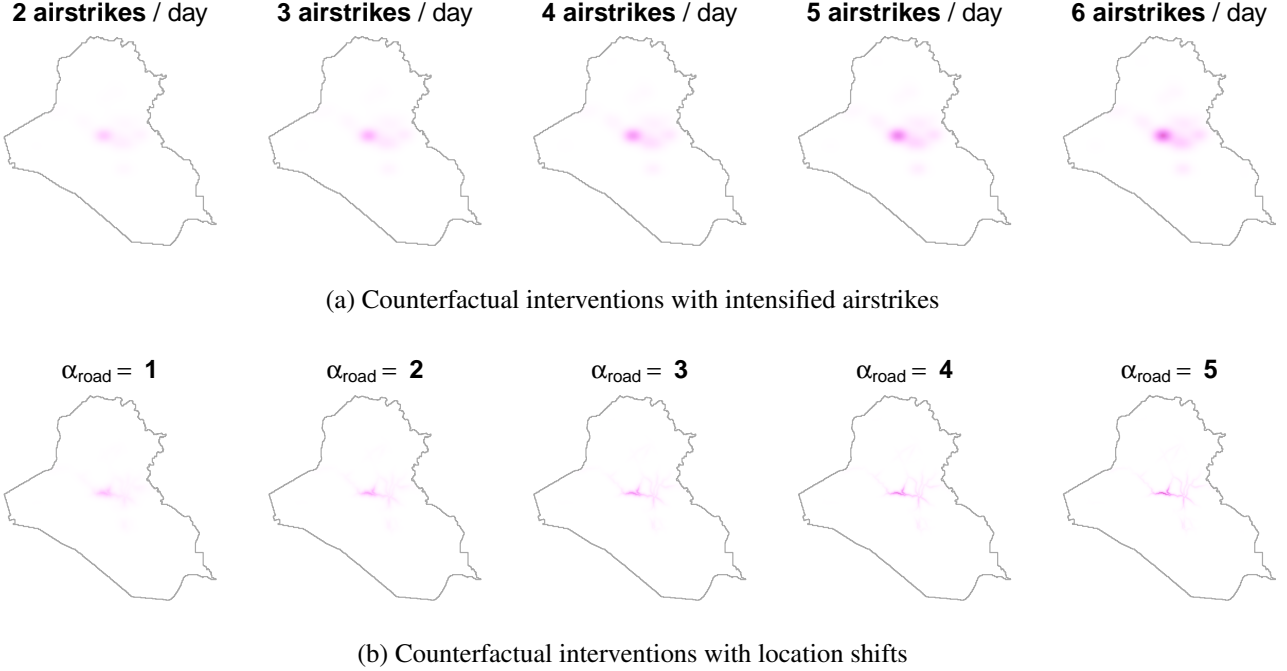 2 airstrikes / day 3 airstrikes / day 4 airstrikes / day 5 airstrikes / day 6 airstrikes / day
(a) Counterfactual interventions with intensified airstrikes
αroad = 1 αroad = 2 αroad = 3 αroad = 4 αroad = 5
(b) Counterfactual interventions with location shifts